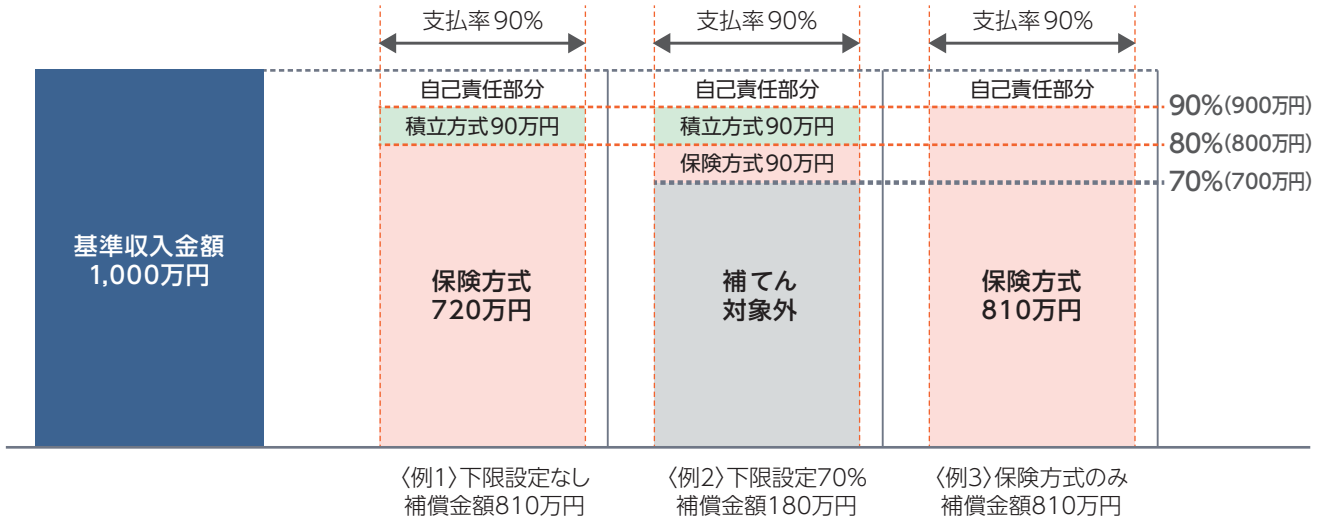 支払率90%
支払率90%
支払率90%
基準収入金額
1,000万円
自己責任部分
積立方式90万円
保険方式
720万円
自己責任部分
積立方式90万円
保険方式90万円
補てん
対象外
自己責任部分
保険方式
810万円
90%(900万円)
80%(800万円)
70%(700万円)
〈例1〉下限設定なし
補償金額810万円
〈例2〉下限設定70%
補償金額180万円
〈例3〉保険方式のみ
補償金額810万円